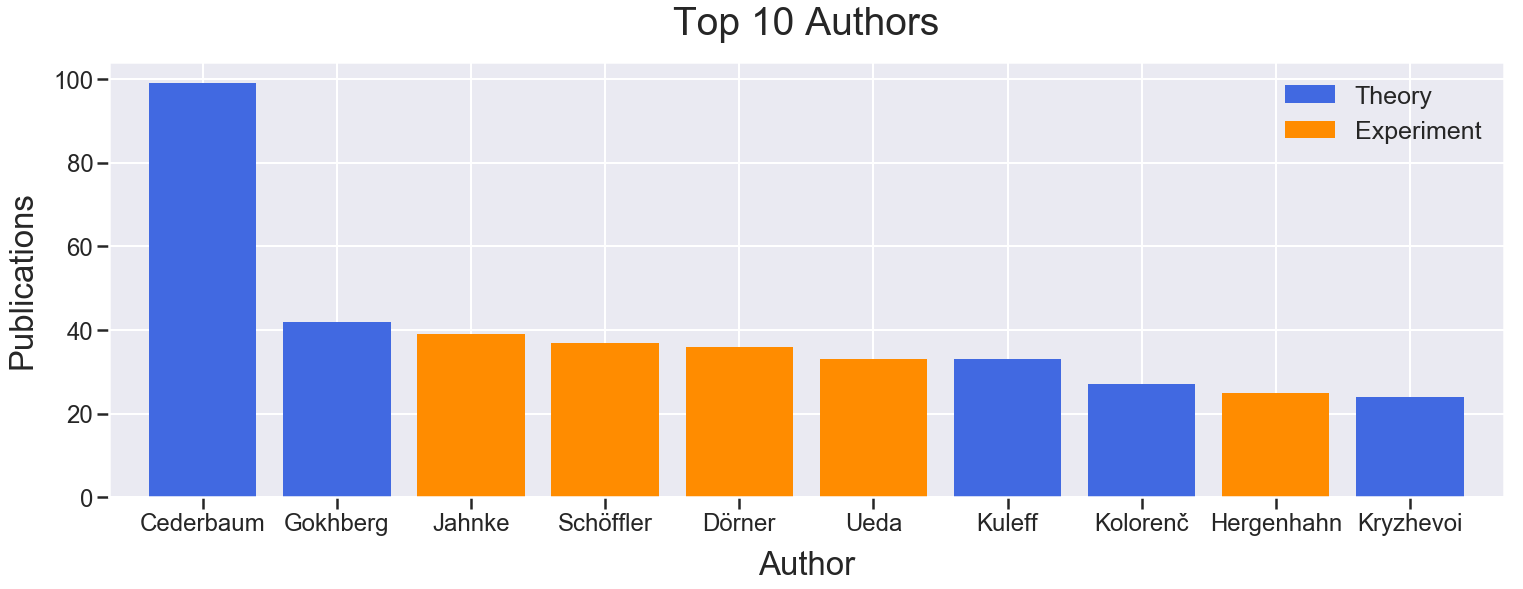 Top 10 Authors
Theory
Experiment
Publications
100
80
60
40
20
0
Cederbaum Gokhberg Jahnke Schöffler Dörner Ueda Kuleff Kolorenč Hergenhahn Kryzhevoi
Author